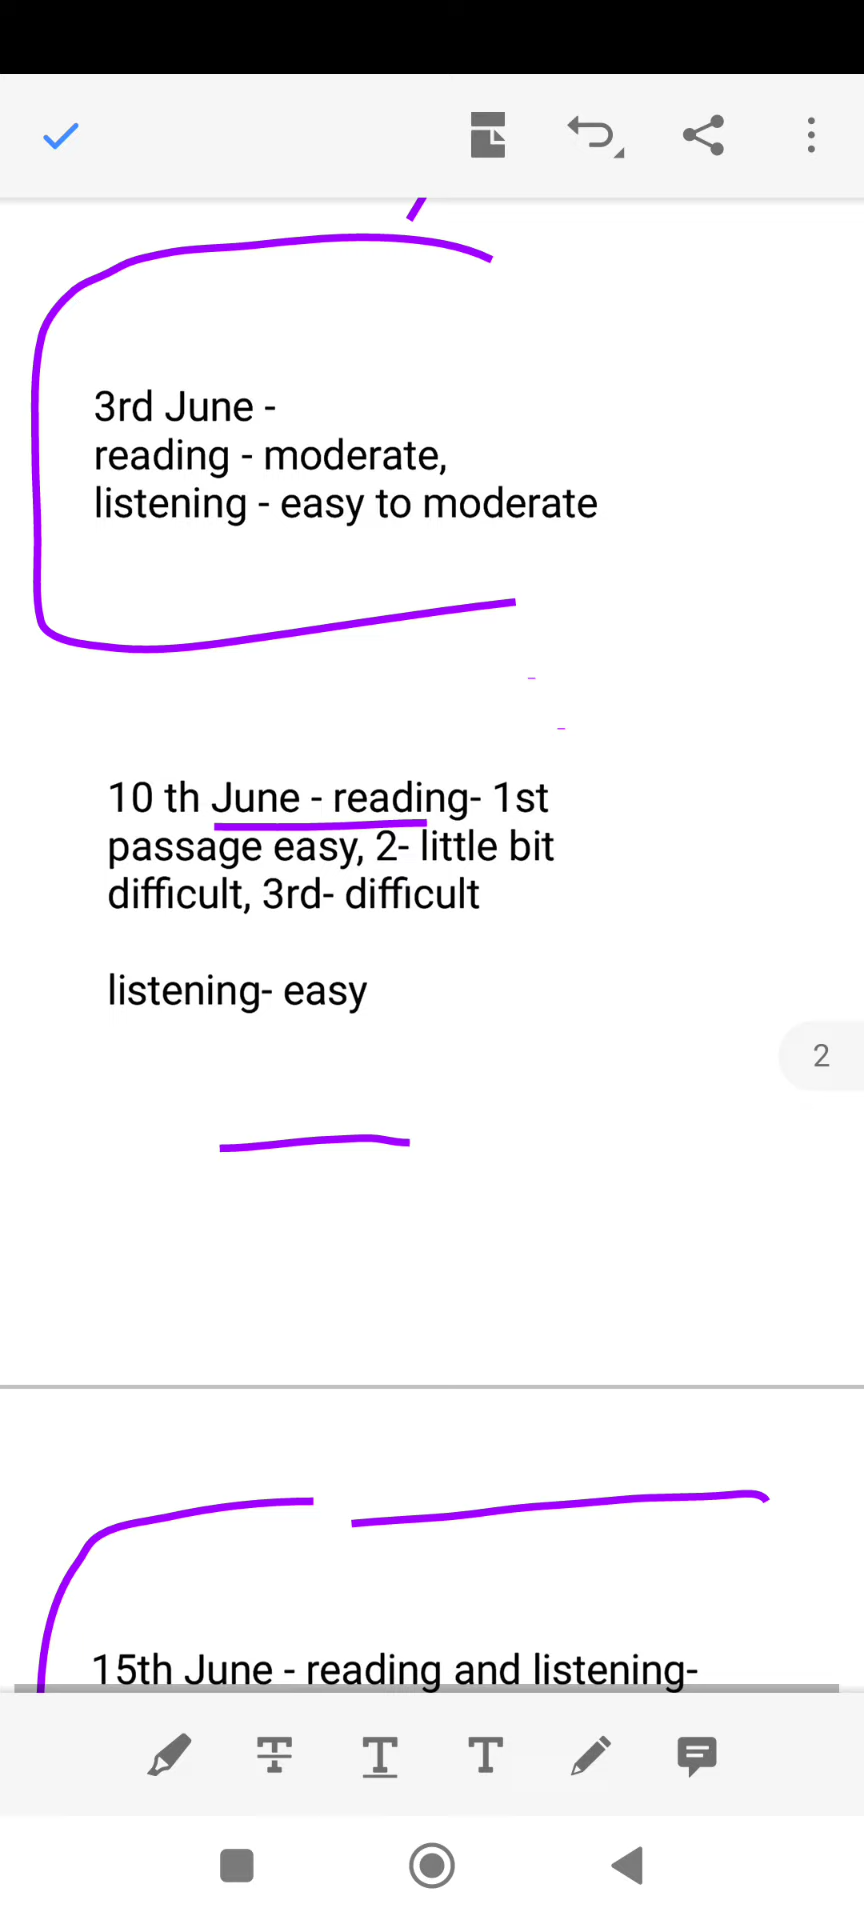 3rd June -
reading - moderate,
listening - easy to moderate
10 th June - reading- 1st
passage easy, 2- little bit
difficult, 3rd- difficult
listening- easy
2
15th June - reading and listening-